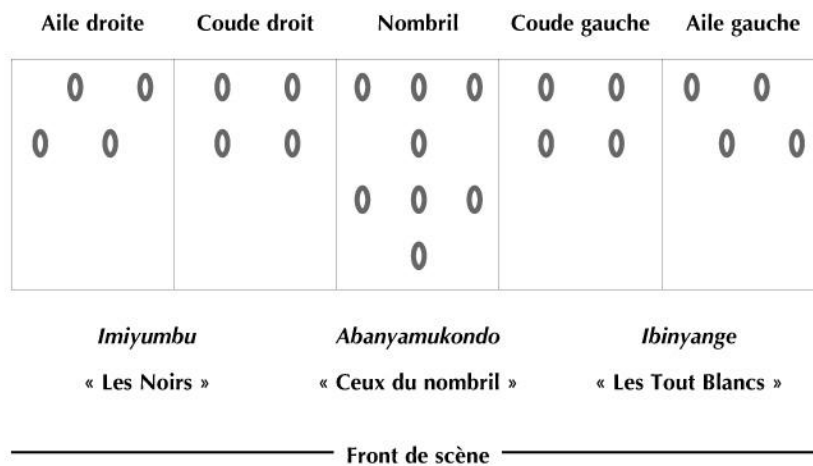 Aile droite Coude droit Nombril Coude gauche Aile gauche
Imiyumbu Abanyamukondo Ibinyange
« Les Noirs » « Ceux du nombril » « Les Tout Blancs »
Front de scène